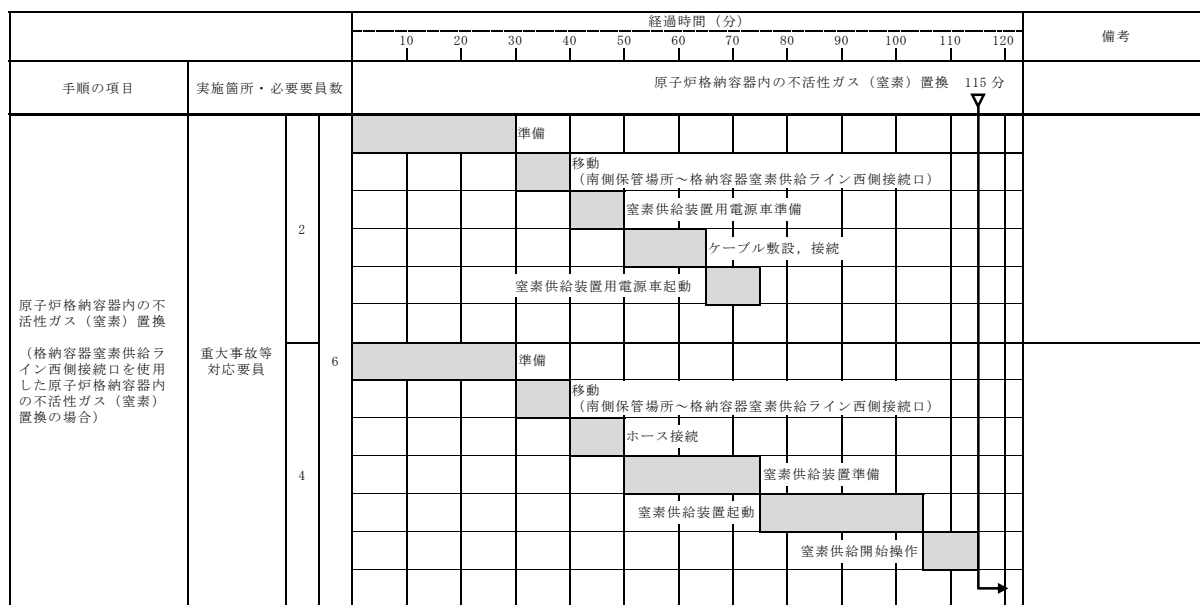 経過時間（分）
備考
10 20 30 40 50 60 70 80 90 100 110 120
手順の項目
実施箇所・必要要員数
原子炉格納容器内の不活性ガス（窒素）置換 115 分
原子炉格納容器内の不
活性ガス（窒素）置換
（格納容器窒素供給ラ
イン西側接続口を使用
した原子炉格納容器内
の不活性ガス（窒素）
置換の場合）
重大事故等
対応要員
6
2
準備
移動
（南側保管場所～格納容器窒素供給ライン西側接続口）
窒素供給装置用電源車準備
ケーブル敷設，接続
窒素供給装置用電源車起動
4
準備
移動
（南側保管場所～格納容器窒素供給ライン西側接続口）
ホース接続
窒素供給装置準備
窒素供給装置起動
窒素供給開始操作